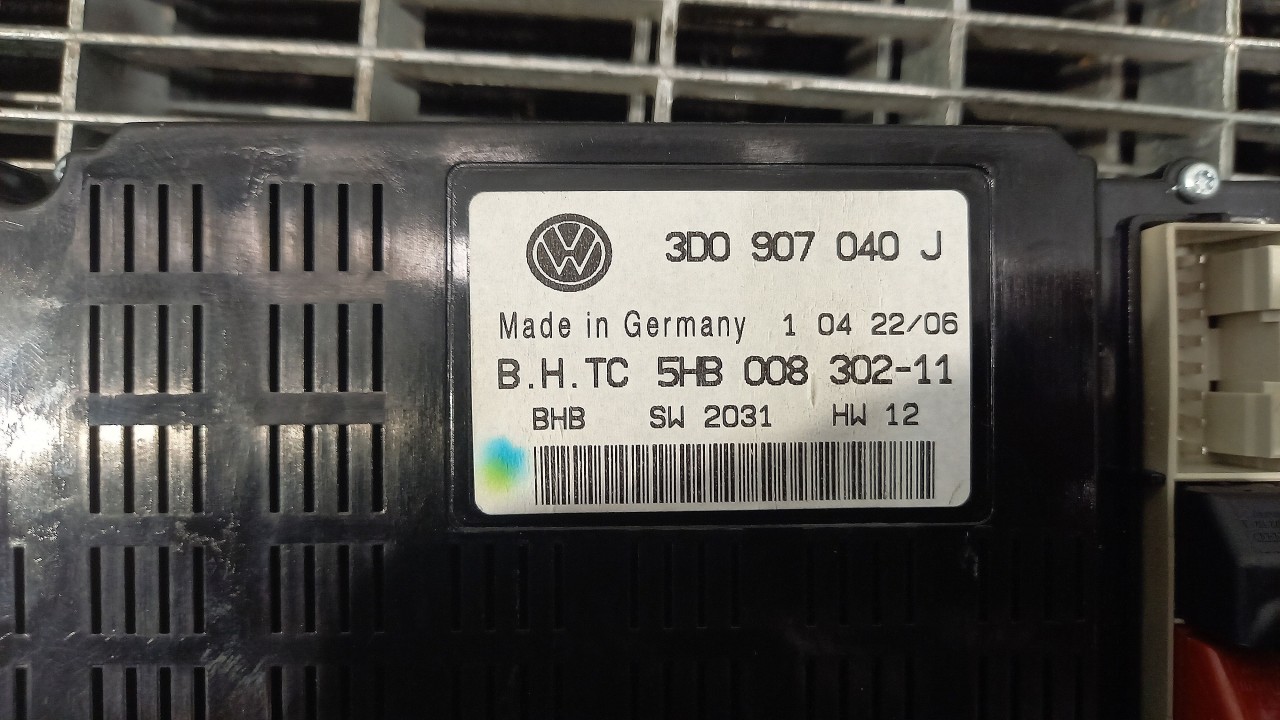 3D0 907 040 J
Made in Germany 1 04 22/06
B.H.TC 5HB 008 302-11
BHB SW 2031 HW 12